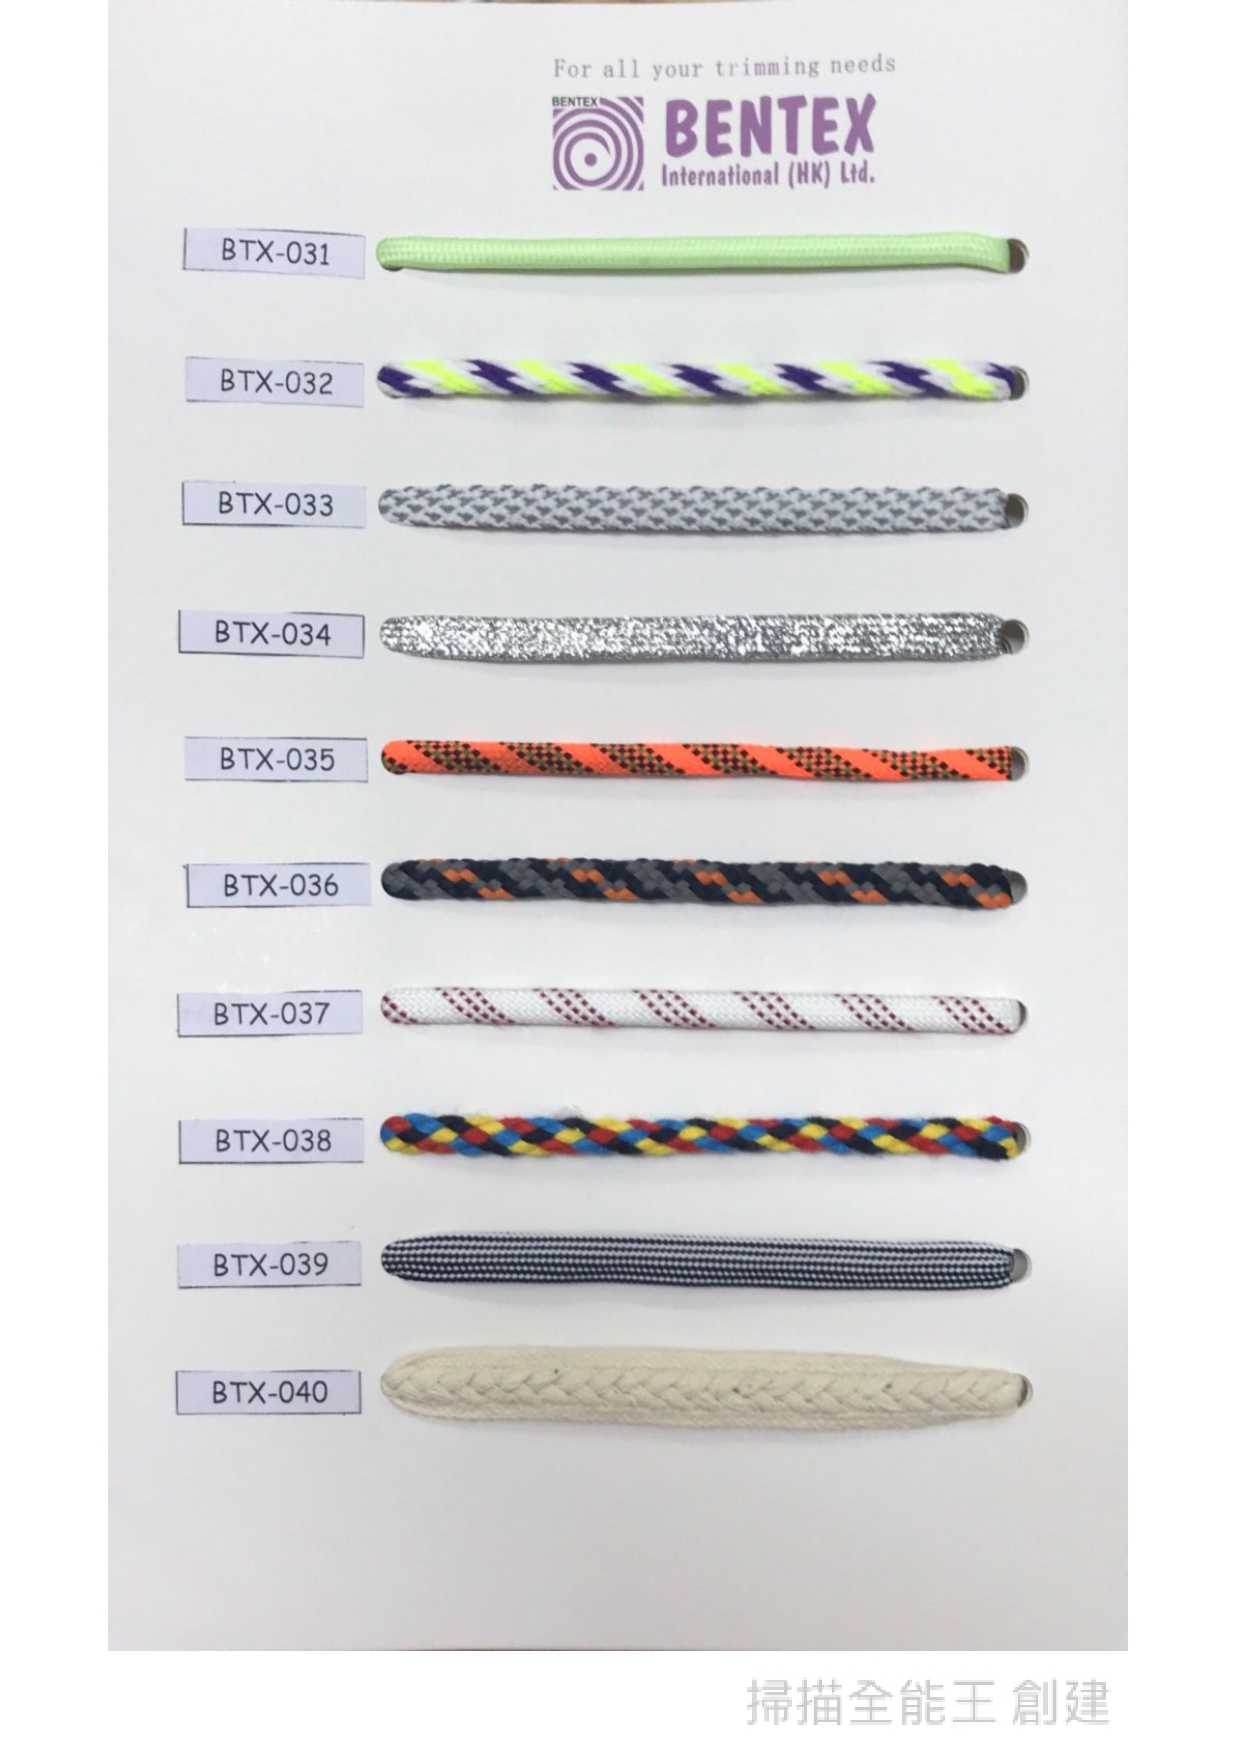 For all your trimming needs
BENTEX
BENTEX
International (HK) Ltd.
BTX-031
BTX-032
BTX-033
BTX-034
BTX-035
BTX-036
BTX-037
BTX-038
BTX-039
BTX-040
掃描全能王 創建